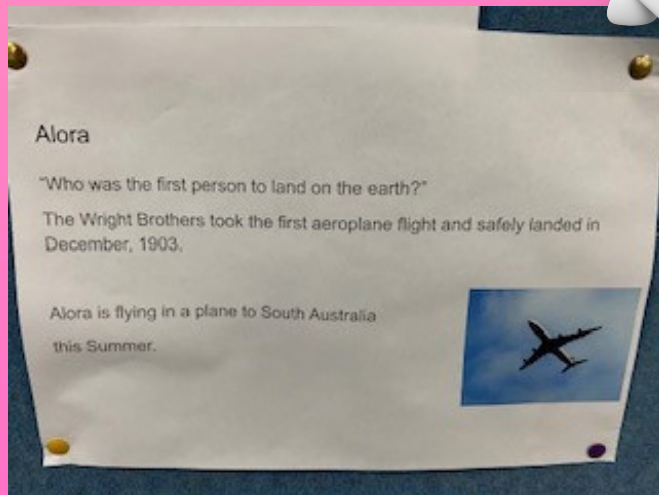 Alora
"Who was the first person to land on the earth?"
The Wright Brothers took the first aeroplane flight and safely landed in
December, 1903.
Alora is flying in a plane to South Australia
this Summer.